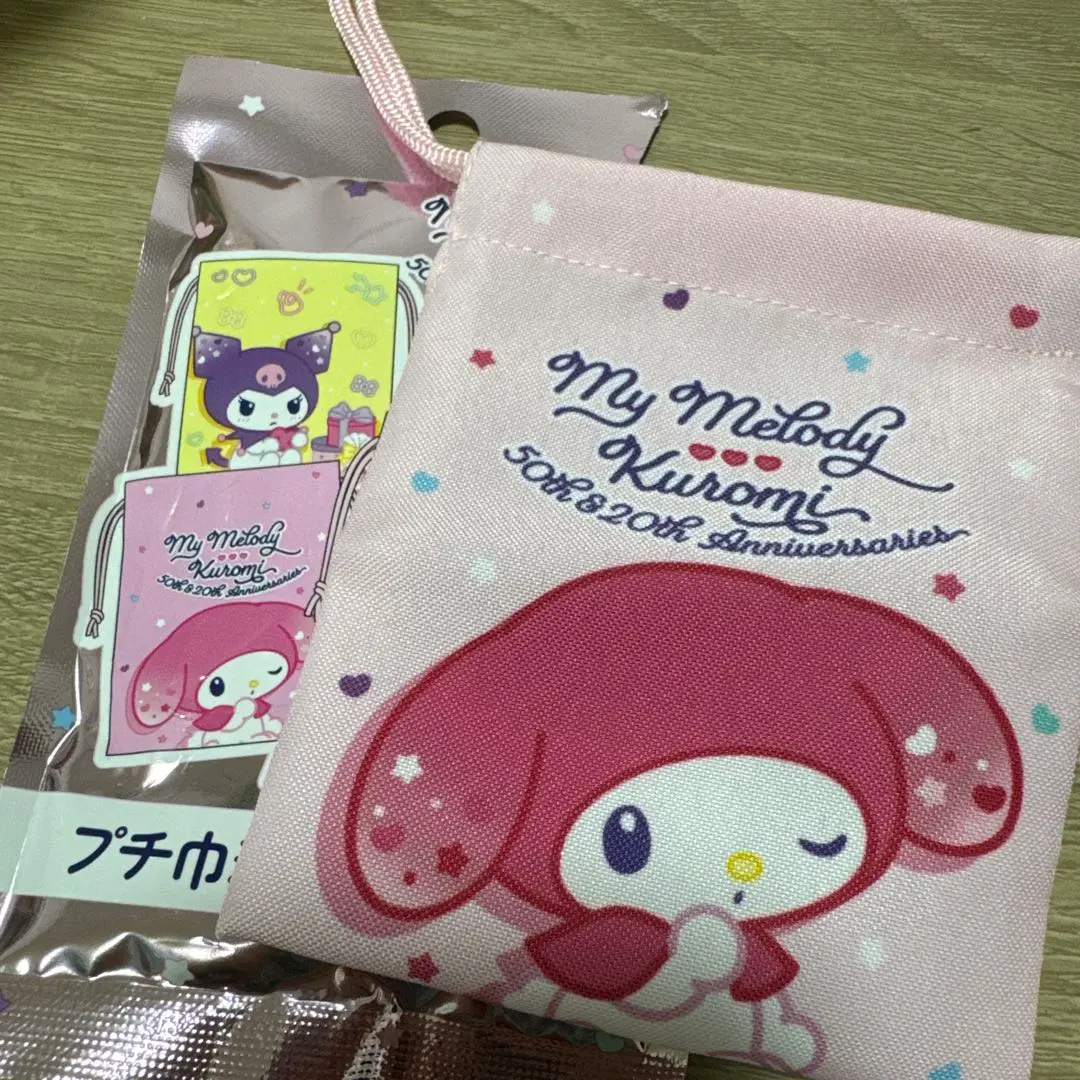 My Melody
Kuromi
50th & 20th Anniversaries
My Melody
Kuromi
50th & 20th Anniversaries
プチ巾